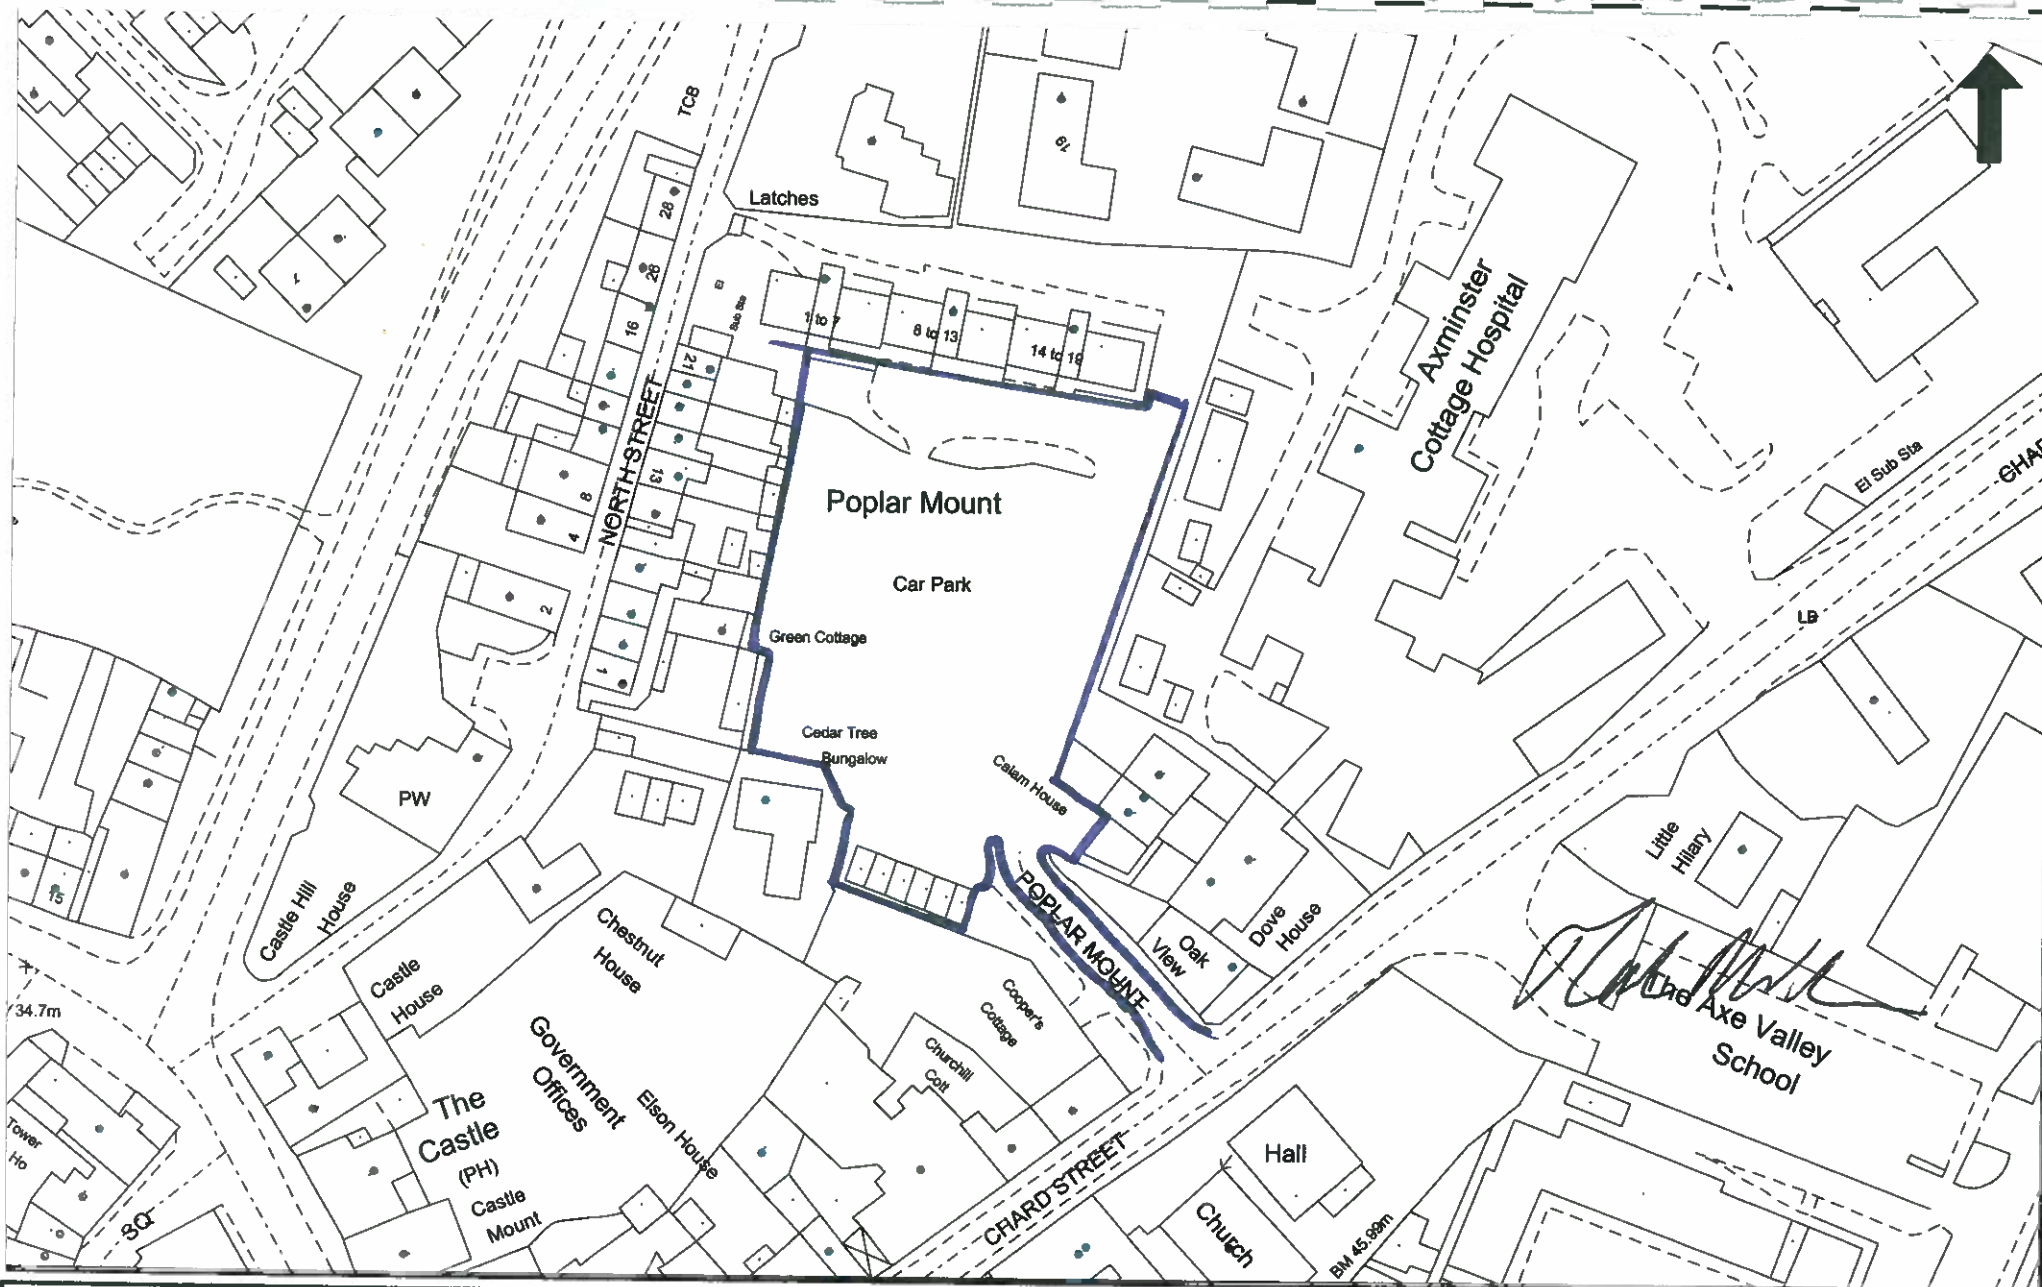 TCB
Latches
19
28
26
16
El
Sub Sta
1 to 7
8 to 13
14 to 19
21
NORTH STREET
13
8
4
2
1
1
Axminster
Cottage Hospital
El Sub Sta
LB
Poplar Mount
Car Park
Green Cottage
Cedar Tree
Bungalow
Calam House
PW
15
Castle Hill
House
Castle
House
Chestnut
House
POPLAR MOUNT
Oak
View
Dove
House
Little
Hilary
34.7m
The Axe Valley
School
Cooper's
Cottage
Churchill
Cott
Government
Offices
Elson House
The
Castle
(PH)
Castle
Mount
Tower
Ho
SQ
CHARD STREET
Hall
Church
BM 45.99m